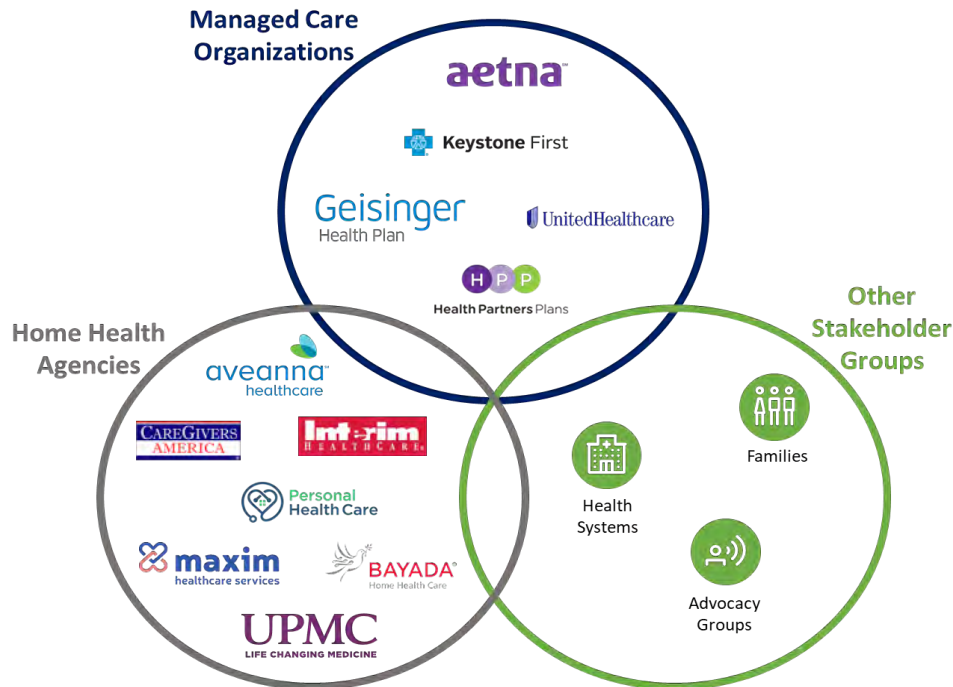 Managed Care
Organizations
aetna™
Keystone First
Geisinger
Health Plan
UnitedHealthcare
HPP
Health Partners Plans
Home Health
Agencies
aveanna™
healthcare
CAREGIVERS
AMERICA
Interim
HEALTHCARE®
Personal
Health Care
maxim
healthcare services
BAYADA®
Home Health Care
UPMC
LIFE CHANGING MEDICINE
Other
Stakeholder
Groups
Families
Health
Systems
Advocacy
Groups